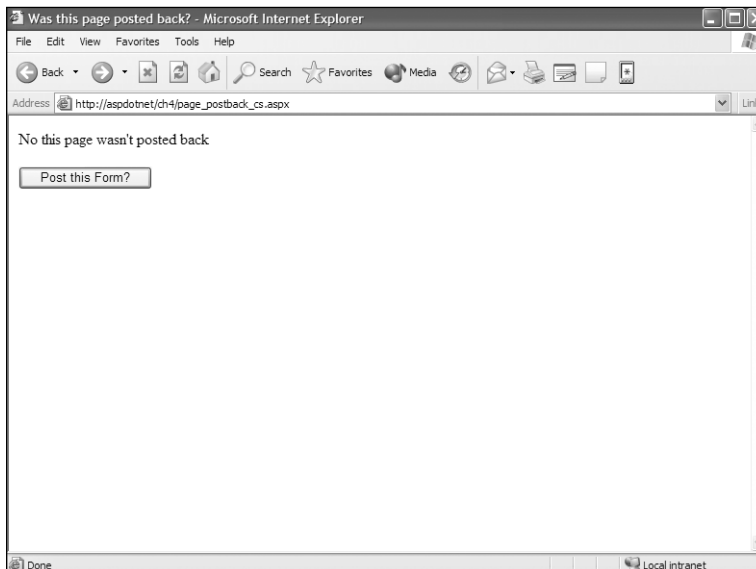 Was this page posted back? - Microsoft Internet Explorer
File Edit View Favorites Tools Help
Back Search Favorites Media
Address http://aspdotnet/ch4/page_postback_cs.aspx Lin
No this page wasn't posted back
Post this Form?
Done Local intranet